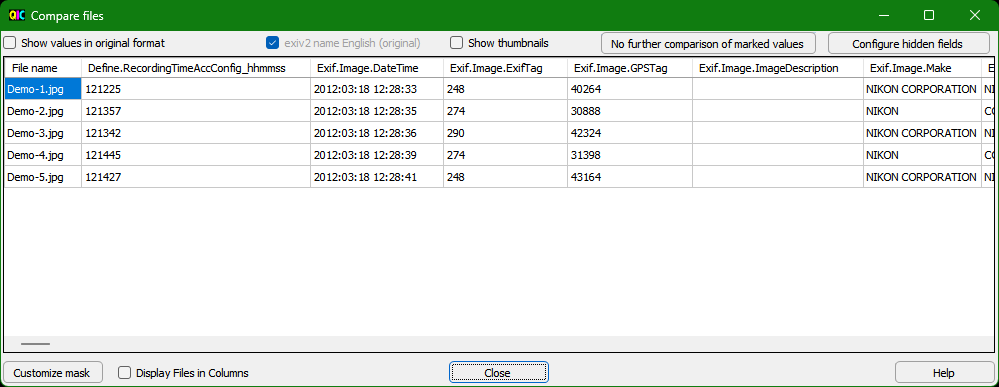 QIC Compare files
Show values in original format exiv2 name English (original) Show thumbnails No further comparison of marked values Configure hidden fields
File name Define.RecordingTimeAccConfig_hhmmss Exif.Image.DateTime Exif.Image.ExifTag Exif.Image.GPSTag Exif.Image.ImageDescription Exif.Image.Make E
Demo-1.jpg 121225 2012:03:18 12:28:33 248 40264 NIKON CORPORATION NI
Demo-2.jpg 121357 2012:03:18 12:28:35 274 30888 NIKON CO
Demo-3.jpg 121342 2012:03:18 12:28:36 290 42324 NIKON CORPORATION NI
Demo-4.jpg 121445 2012:03:18 12:28:39 274 31398 NIKON CO
Demo-5.jpg 121427 2012:03:18 12:28:41 248 43164 NIKON CORPORATION NI
Customize mask Display Files in Columns Close Help